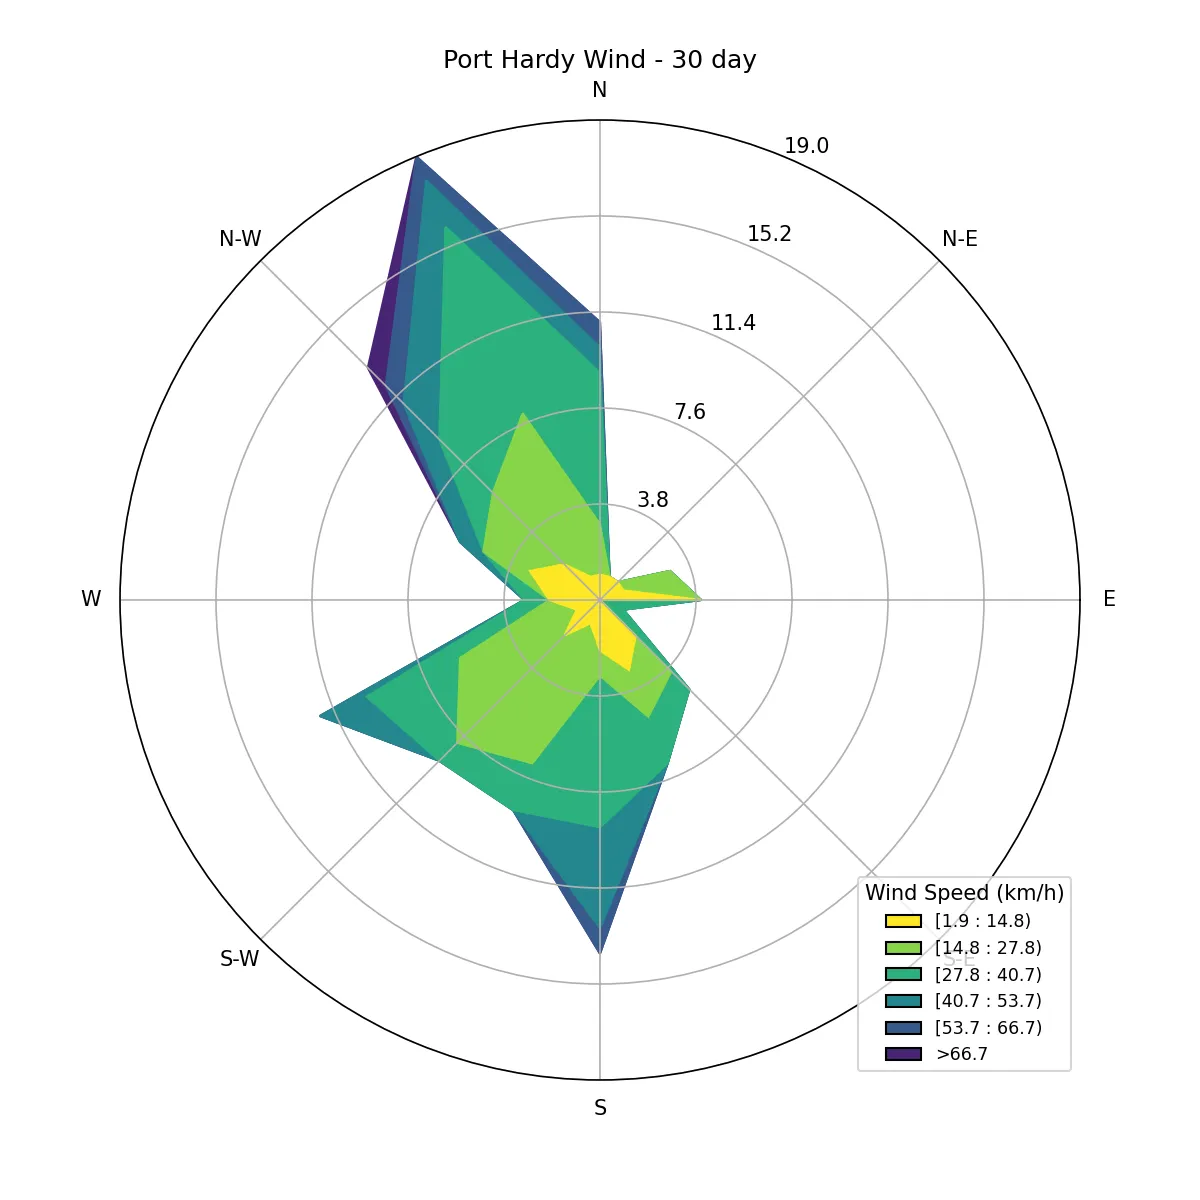 Port Hardy Wind - 30 day
N
19.0
15.2
N-W
N-E
11.4
7.6
3.8
W
E
Wind Speed (km/h)
[1.9 : 14.8)
[14.8 : 27.8)
S-W
S-E
[27.8 : 40.7)
[40.7 : 53.7)
[53.7 : 66.7)
>66.7
S